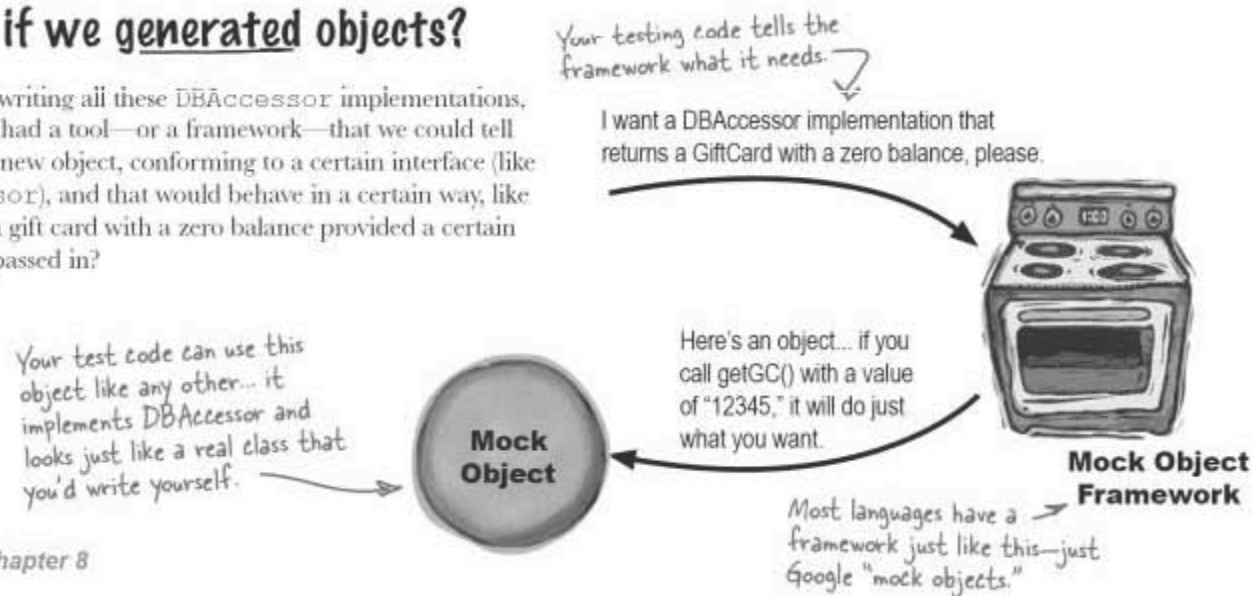 if we generated objects?
writing all these DBAccessor implementations,
had a tool—or a framework—that we could tell
new object, conforming to a certain interface (like
sor), and that would behave in a certain way, like
gift card with a zero balance provided a certain
passed in?
Your testing code tells the
framework what it needs.
I want a DBAccessor implementation that
returns a GiftCard with a zero balance, please.
Here's an object... if you
call getGC() with a value
of “12345,” it will do just
what you want.
Mock Object
Framework
Most languages have a
framework just like this—just
Google “mock objects.”
Your test code can use this
object like any other... it
implements DBAccessor and
looks just like a real class that
you'd write yourself.
Mock
Object
hapter 8